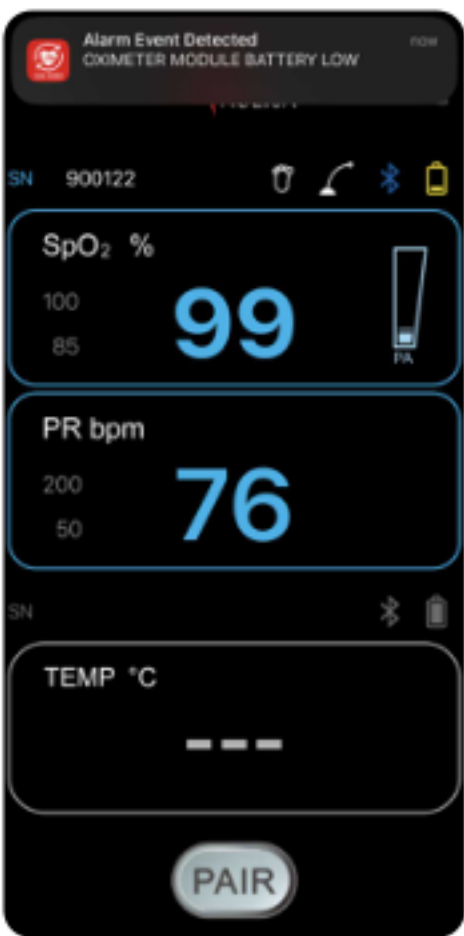 Alarm Event Detected
now
OXIMETER MODULE BATTERY LOW
SN 900122
SpO₂ %
100
99
85
PA
PR bpm
200
76
50
SN
TEMP °C
---
PAIR